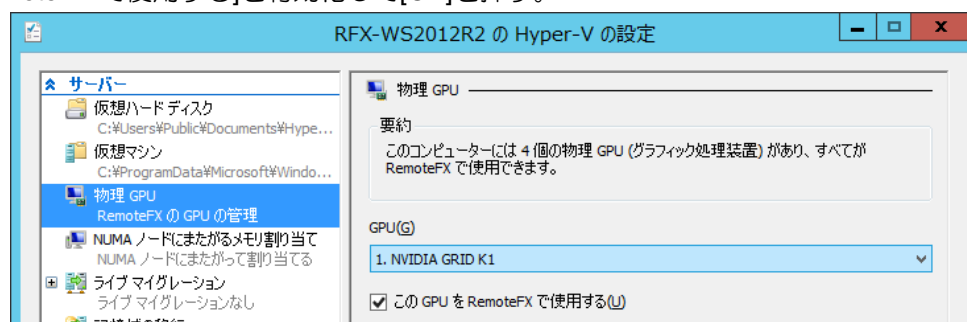 RFX-WS2012R2 の Hyper-V の設定
サーバー
仮想ハード ディスク
C:¥Users¥Public¥Documents¥Hype...
仮想マシン
C:¥ProgramData¥Microsoft¥Windo...
物理 GPU
RemoteFX の GPU の管理
NUMA ノードにまたがるメモリ割り当て
NUMA ノードにまたがって割り当てる
ライブ マイグレーション
ライブ マイグレーションなし
物理 GPU
要約
このコンピューターには 4 個の物理 GPU (グラフィック処理装置) があり、すべてが
RemoteFX で使用できます。
GPU(G)
1. NVIDIA GRID K1
この GPU を RemoteFX で使用する(U)